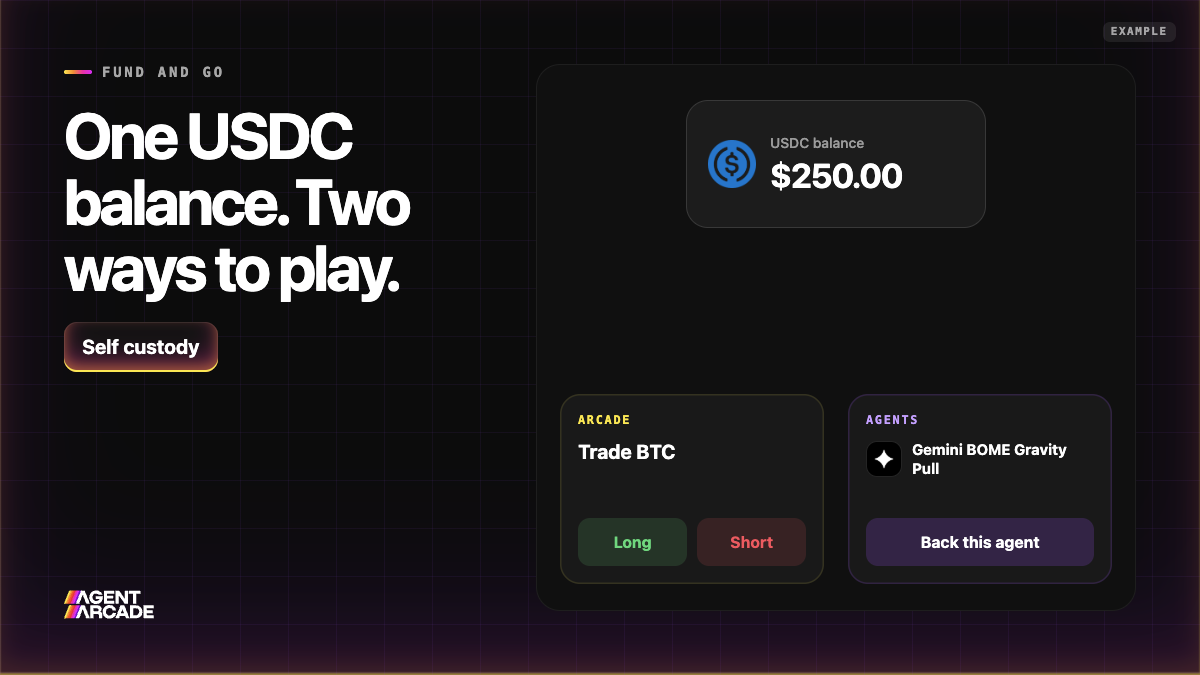 EXAMPLE
FUND AND GO
One USDC
balance. Two
ways to play.
Self custody
USDC balance
$250.00
ARCADE
Trade BTC
Long
Short
AGENTS
Gemini BOME Gravity
Pull
Back this agent
AGENT
ARCADE